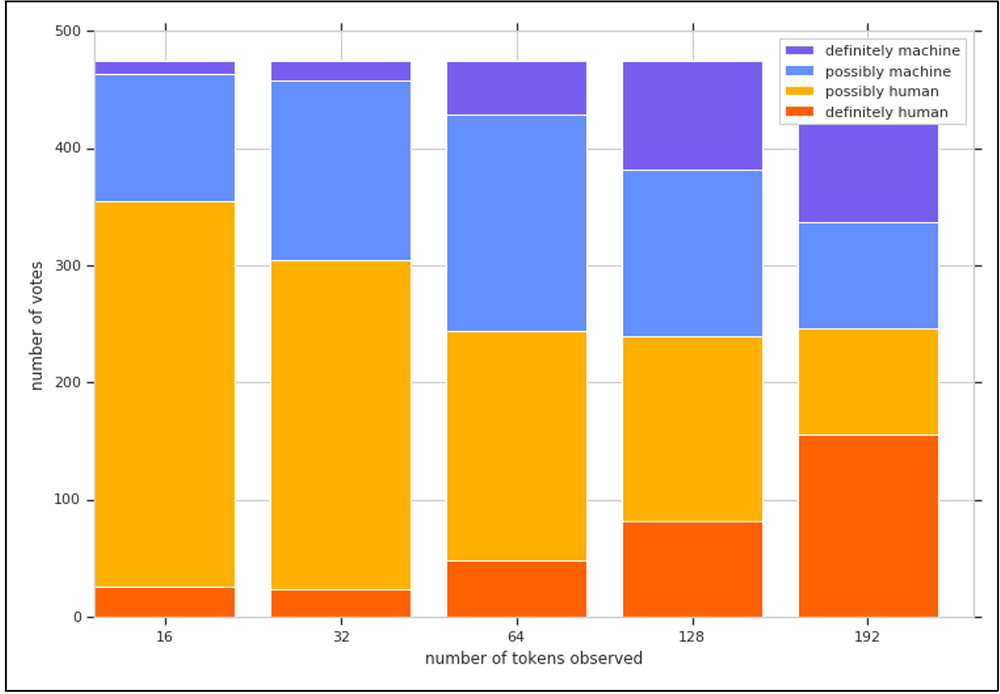 500
400
300
200
100
0
number of votes
definitely machine
possibly machine
possibly human
definitely human
16 32 64 128 192
number of tokens observed